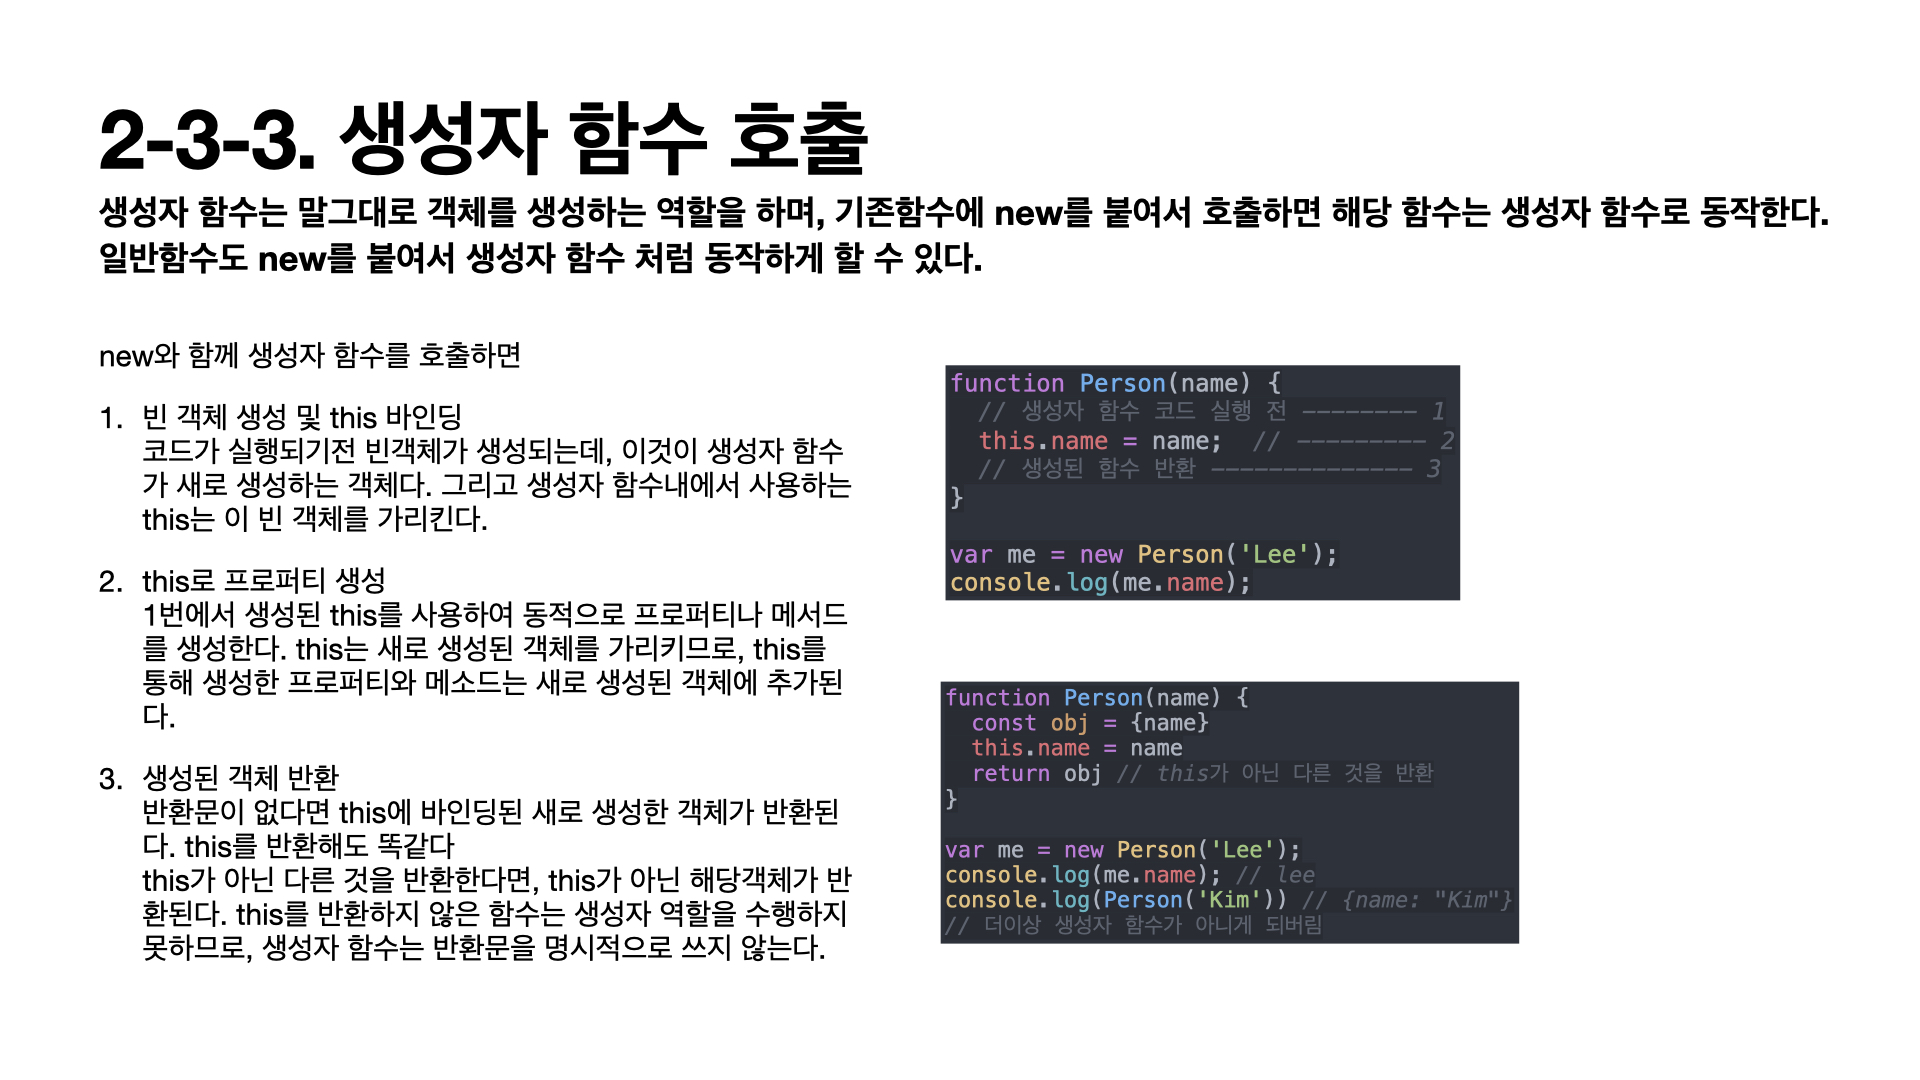 2-3-3. 생성자 함수 호출
생성자 함수는 말그대로 객체를 생성하는 역할을 하며, 기존함수에 new를 붙여서 호출하면 해당 함수는 생성자 함수로 동작한다.
일반함수도 new를 붙여서 생성자 함수 처럼 동작하게 할 수 있다.
new와 함께 생성자 함수를 호출하면
1. 빈 객체 생성 및 this 바인딩
코드가 실행되기전 빈객체가 생성되는데, 이것이 생성자 함수
가 새로 생성하는 객체다. 그리고 생성자 함수내에서 사용하는
this는 이 빈 객체를 가리킨다.
2. this로 프로퍼티 생성
1번에서 생성된 this를 사용하여 동적으로 프로퍼티나 메서드
를 생성한다. this는 새로 생성된 객체를 가리키므로, this를
통해 생성한 프로퍼티와 메소드는 새로 생성된 객체에 추가된
다.
3. 생성된 객체 반환
반환문이 없다면 this에 바인딩된 새로 생성한 객체가 반환된
다. this를 반환해도 똑같다
this가 아닌 다른 것을 반환한다면, this가 아닌 해당객체가 반
환된다. this를 반환하지 않은 함수는 생성자 역할을 수행하지
못하므로, 생성자 함수는 반환문을 명시적으로 쓰지 않는다.
function Person(name) {
  // 생성자 함수 코드 실행 전 -------- 1
  this.name = name;  // --------- 2
  // 생성된 함수 반환 -------------- 3
}
var me = new Person('Lee');
console.log(me.name);
function Person(name) {
  const obj = {name}
  this.name = name
  return obj // this가 아닌 다른 것을 반환
}
var me = new Person('Lee');
console.log(me.name); // lee
console.log(Person('Kim')) // {name: "Kim"}
// 더이상 생성자 함수가 아니게 되버림